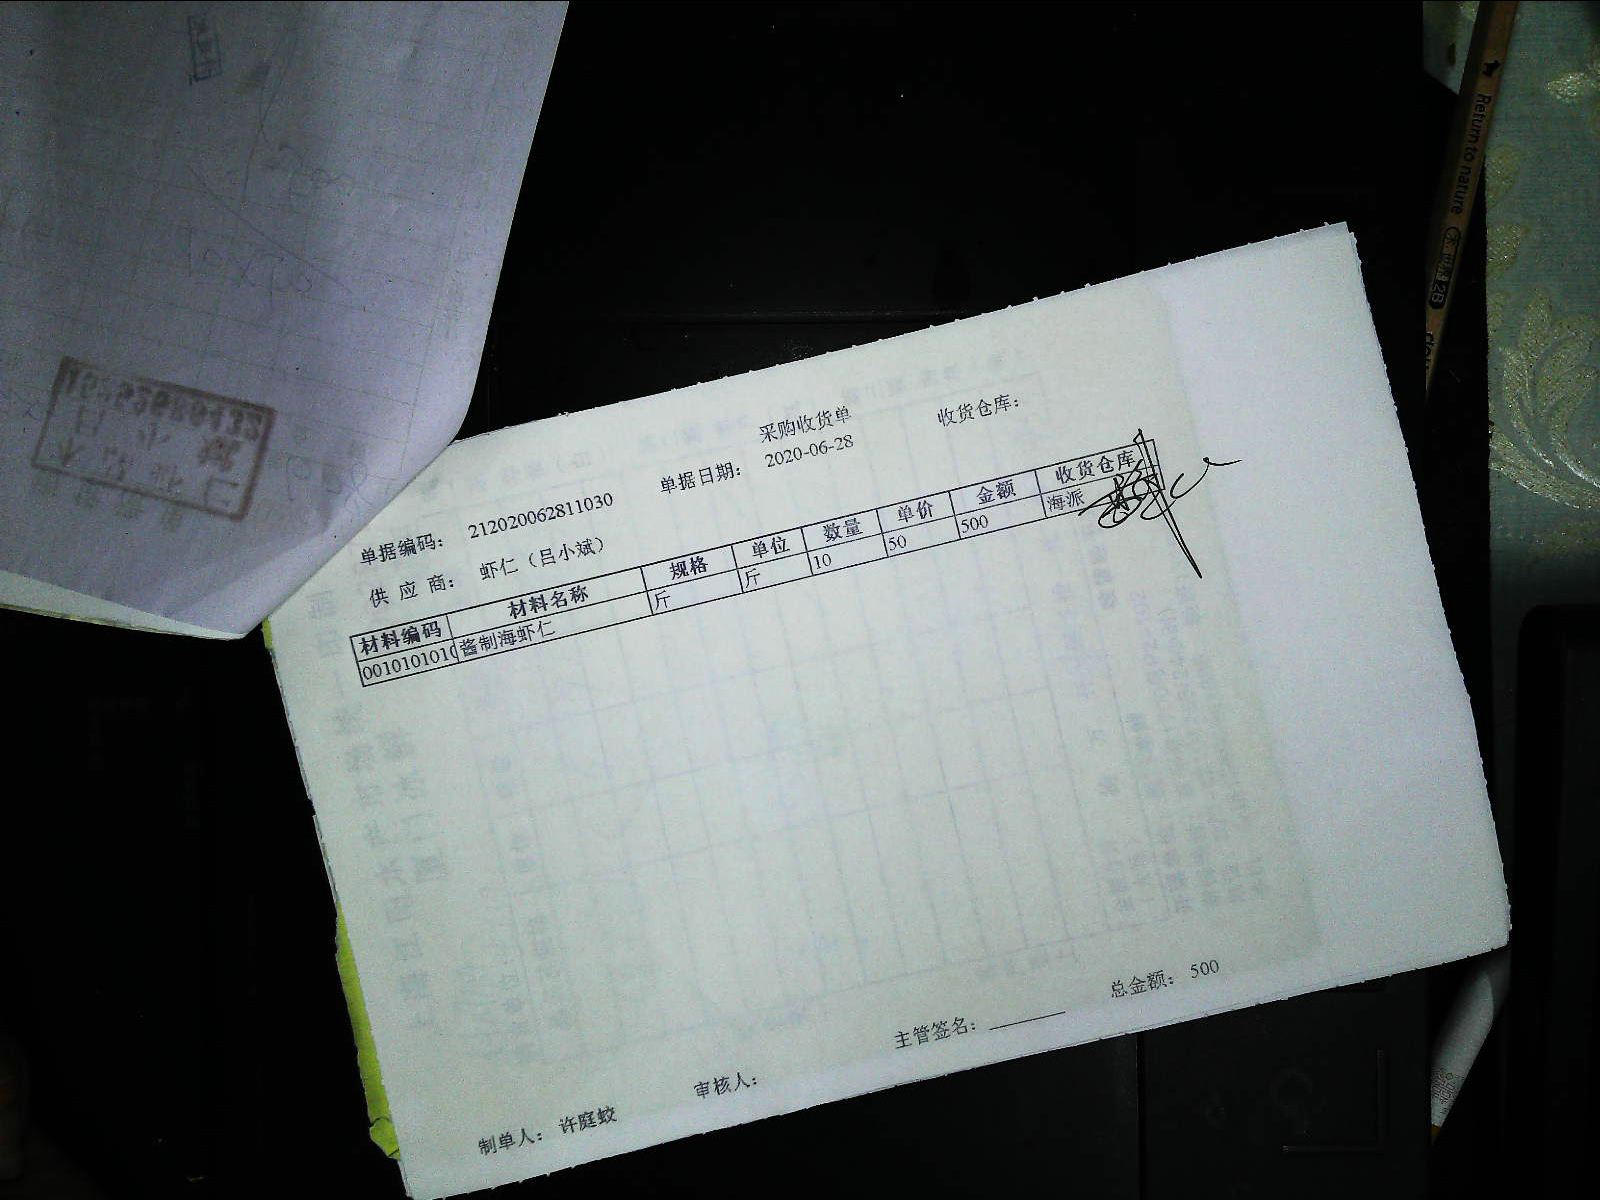 采购收货单
单据编码： 212020062811030 单据日期： 2020-06-28 收货仓库：
供 应 商： 虾仁（吕小斌）
材料编码 材料名称 规格 单位 数量 单价 金额 收货仓库
0010101010 酱制海虾仁 斤 斤 10 50 500 海派
制单人： 许庭蛟 审核人： 主管签名： 总金额： 500
Return to nature
2B